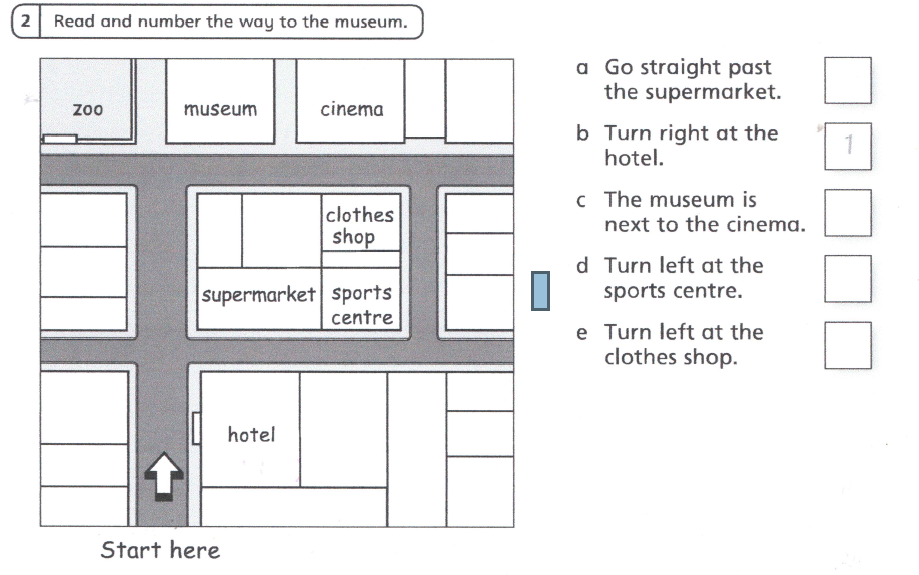 2 Read and number the way to the museum.
zoo
museum
cinema
clothes
shop
supermarket
sports
centre
hotel
Start here
a Go straight past
the supermarket.
b Turn right at the
hotel.
1
c The museum is
next to the cinema.
d Turn left at the
sports centre.
e Turn left at the
clothes shop.